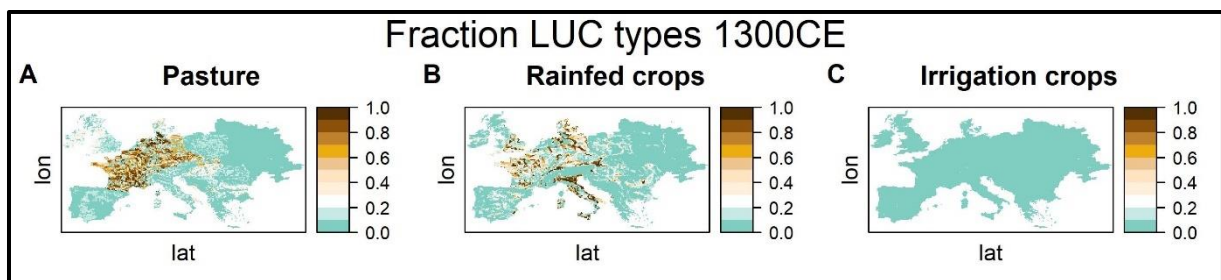 Fraction LUC types 1300CE
A Pasture
B Rainfed crops
C Irrigation crops
lon
1.0
0.8
0.6
0.4
0.2
0.0
lat
lon
1.0
0.8
0.6
0.4
0.2
0.0
lat
lon
1.0
0.8
0.6
0.4
0.2
0.0
lat